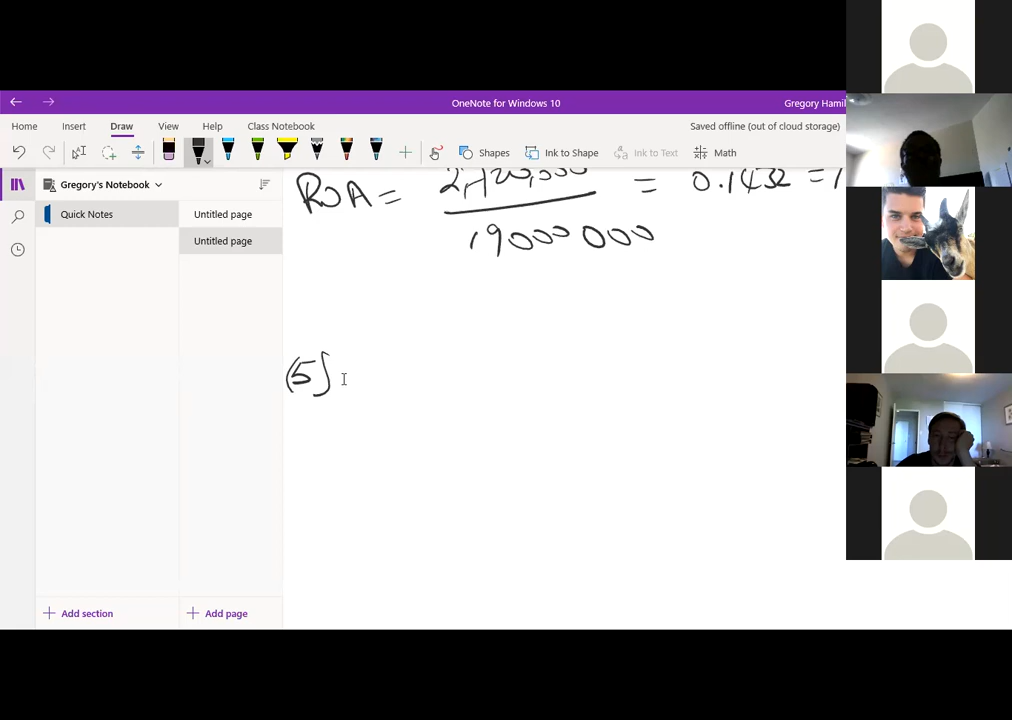 OneNote for Windows 10
Gregory Hamil
Home Insert Draw View Help Class Notebook
Saved offline (out of cloud storage)
Shapes Ink to Shape Ink to Text Math
Gregory's Notebook
Quick Notes
Untitled page
Untitled page
ROA = = 0.1432 =
19000 000
(5)
Add section
Add page